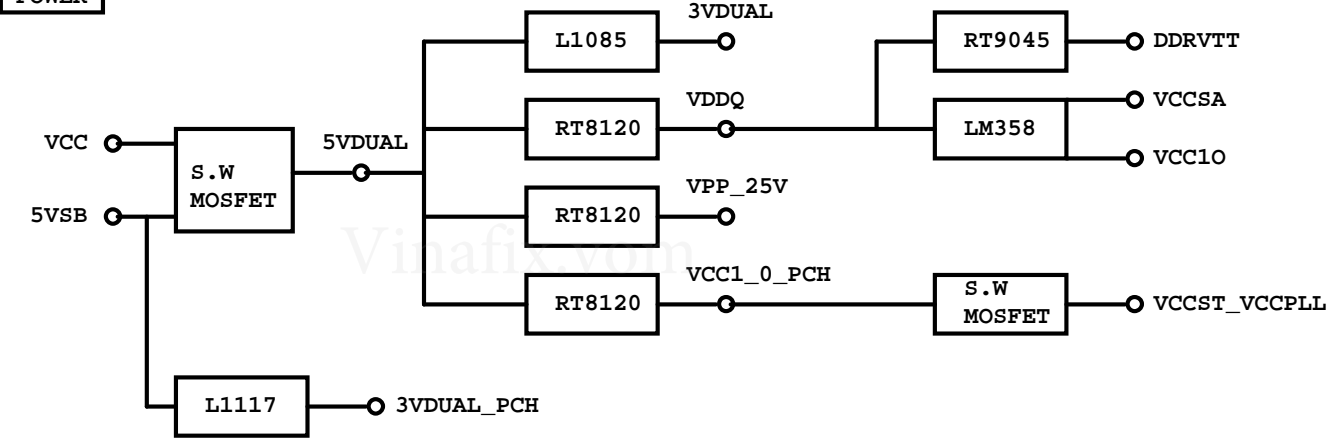 POWER
3VDUAL
L1085
RT9045
DDRVTT
VDDQ
VCCSA
RT8120
LM358
VCC
5VDUAL
VCC1O
S.W
MOSFET
VPP_25V
5VSB
RT8120
Vinafix.vom
VCC1_0_PCH
S.W
MOSFET
RT8120
VCCST_VCCPLL
L1117
3VDUAL_PCH